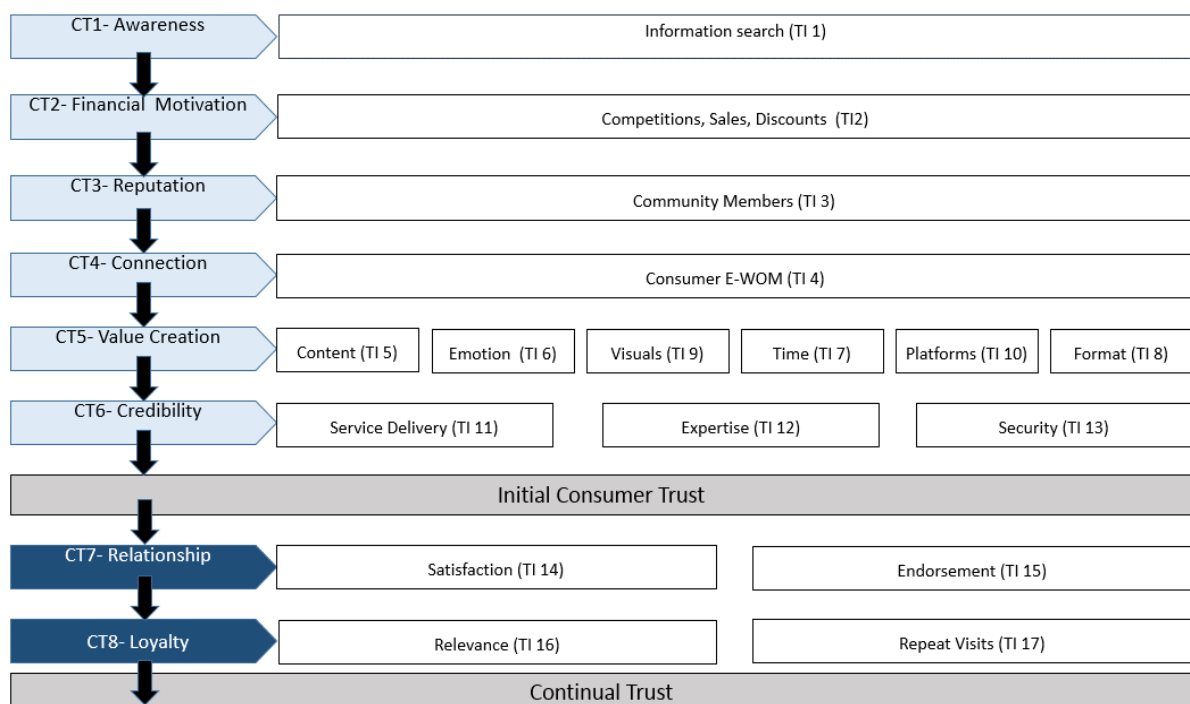 CT1- Awareness
Information search (TI 1)
CT2- Financial  Motivation
Competitions, Sales, Discounts  (TI2)
CT3- Reputation
Community Members (TI 3)
CT4- Connection
Consumer E-WOM (TI 4)
CT5- Value Creation
Content (TI 5)
Emotion  (TI 6)
Visuals (TI 9)
Time (TI 7)
Platforms (TI 10)
Format (TI 8)
CT6- Credibility
Service Delivery (TI 11)
Expertise (TI 12)
Security (TI 13)
Initial Consumer Trust
CT7- Relationship
Satisfaction (TI 14)
Endorsement (TI 15)
CT8- Loyalty
Relevance (TI 16)
Repeat Visits (TI 17)
Continual Trust